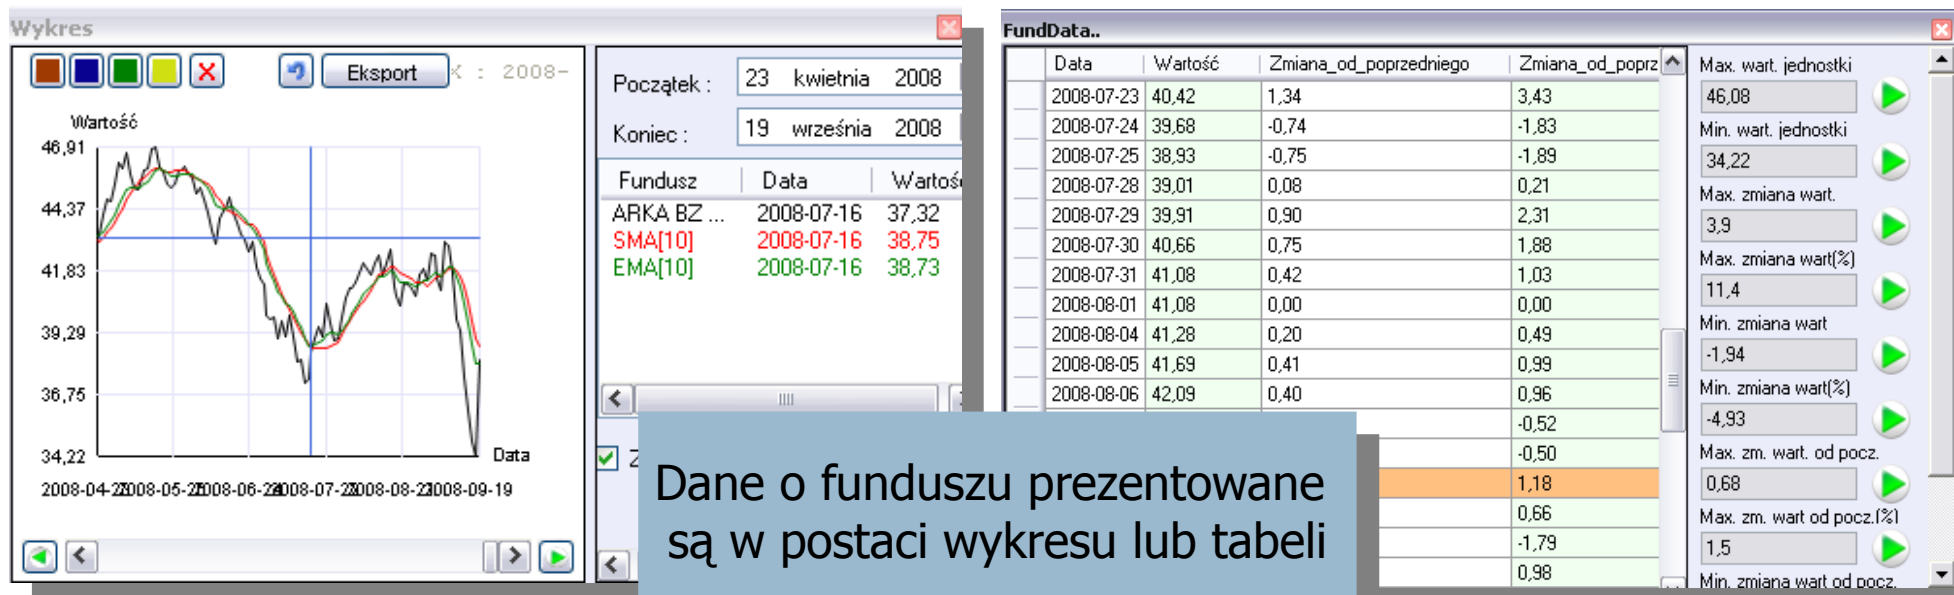 Wykres
Eksport
: 2008-
Wartość
46,91
44,37
41,83
39,29
36,75
34,22
Data
2008-06-2
2008-09-19
Początek :
23 kwietnia 2008
Koniec :
19 września 2008
Fundusz Data
ARKA BZ ... 2008-07-16 37,32
SMA[10] 2008-07-16 38,75
EMA[10] 2008-07-16 38,73
Dane o funduszu prezentowane
są w postaci wykresu lub tabeli
FundData..
Data Wartość Zmiana_od_poprzedniego Zmiana_od_poprz
2008-07-23 40,42 1,34 3,43
2008-07-24 39,68 -0,74 -1,83
2008-07-25 38,93 -0,75 -1,89
2008-07-28 39,01 0,08 0,21
2008-07-29 39,91 0,90 2,31
2008-07-30 40,66 0,75 1,88
2008-07-31 41,08 0,42 1,03
2008-08-01 41,08 0,00 0,00
2008-08-04 41,28 0,20 0,49
2008-08-05 41,69 0,41 0,99
2008-08-06 42,09 0,40 0,96
-0,52
-0,50
1,18
0,66
-1,79
0,98
Max. wart. jednostki
46,08
Min. wart. jednostki
34,22
Max. zmiana wart.
3,9
Max. zmiana wart(%)
11,4
Min. zmiana wart
-1,94
Min. zmiana wart(%)
-4,93
Max. zm. wart. od pocz.
0,68
Max. zm. wart od pocz.(%)
1,5
Min. zmiana wart od pocz.